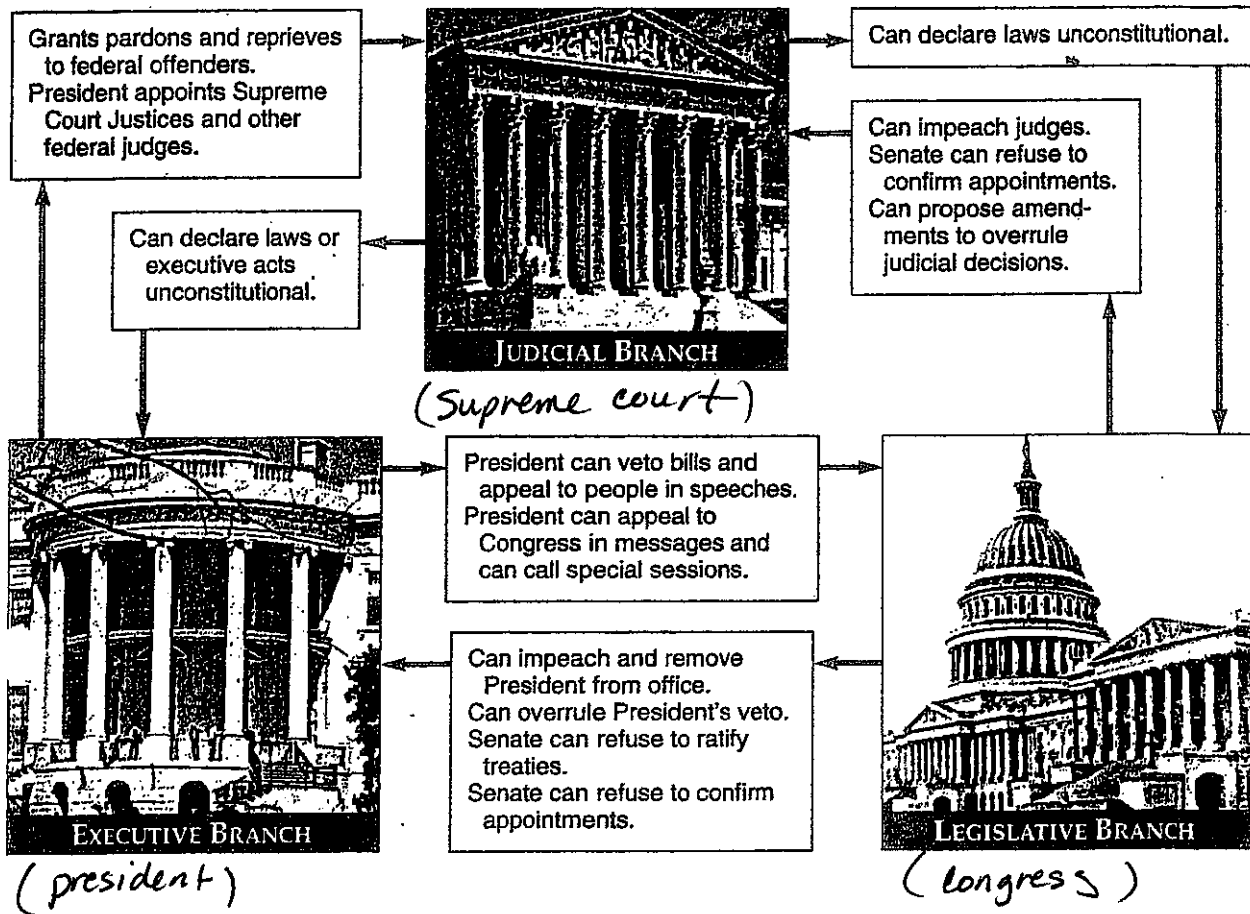 Grants pardons and reprieves
to federal offenders.
President appoints Supreme
Court Justices and other
federal judges.
Can declare laws unconstitutional.
Can impeach judges.
Senate can refuse to
confirm appointments.
Can propose amend-
ments to overrule
judicial decisions.
Can declare laws or
executive acts
unconstitutional.
JUDICIAL BRANCH
(Supreme court)
President can veto bills and
appeal to people in speeches.
President can appeal to
Congress in messages and
can call special sessions.
Can impeach and remove
President from office.
Can overrule President's veto.
Senate can refuse to ratify
treaties.
Senate can refuse to confirm
appointments.
EXECUTIVE BRANCH
(president)
LEGISLATIVE BRANCH
(congress)